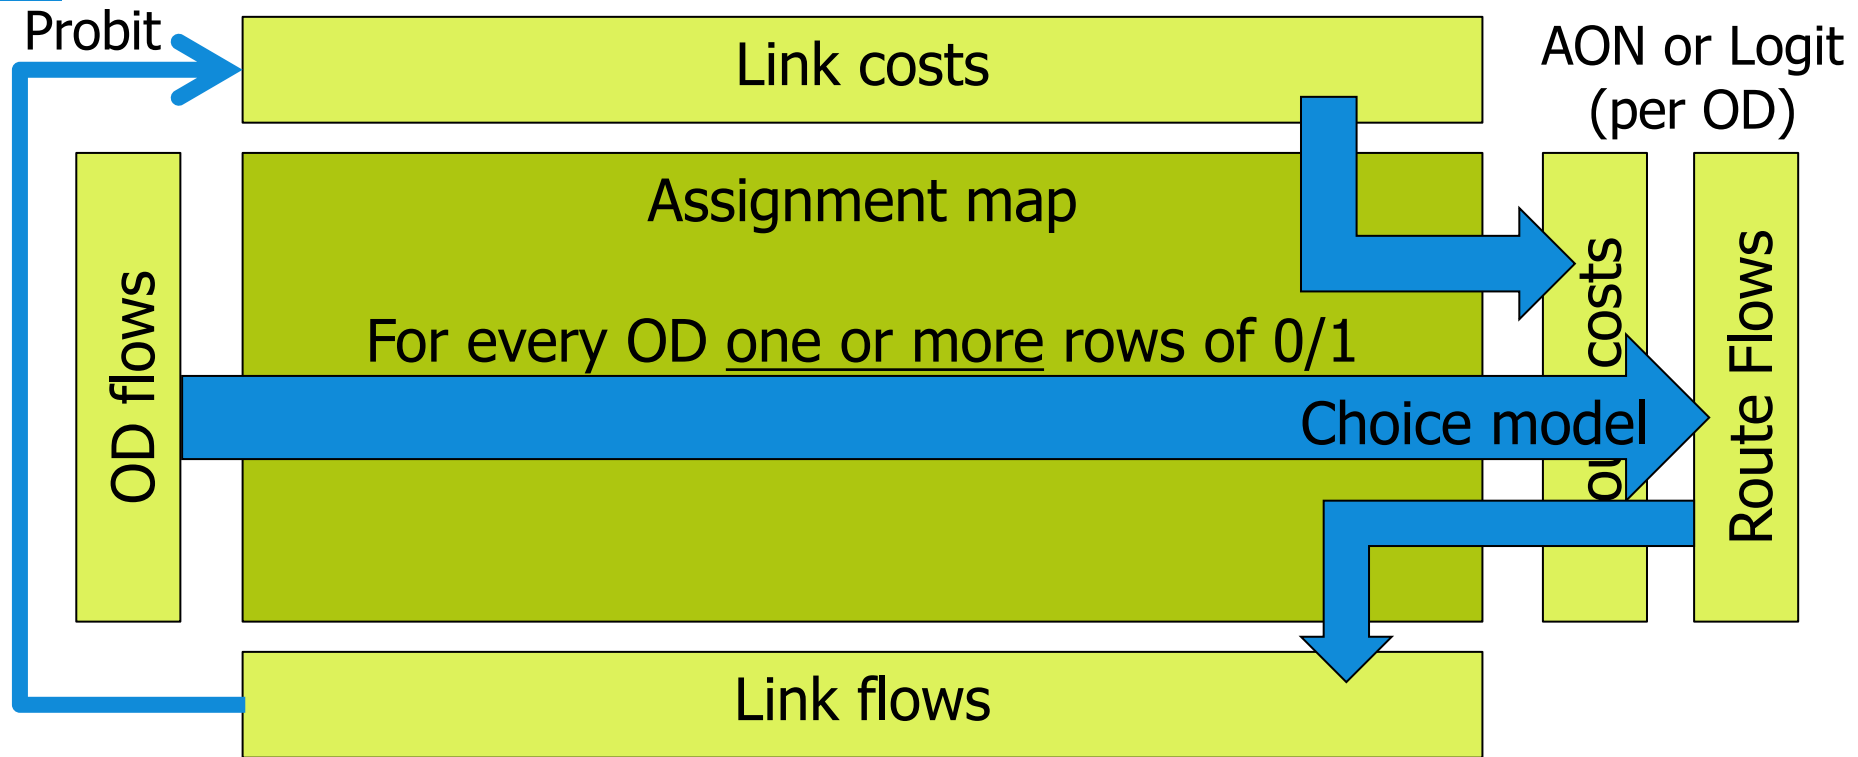 Probit
Link costs
AON or Logit
(per OD)
Assignment map
For every OD one or more rows of 0/1
OD flows
costs
Route Flows
Choice model
Link flows